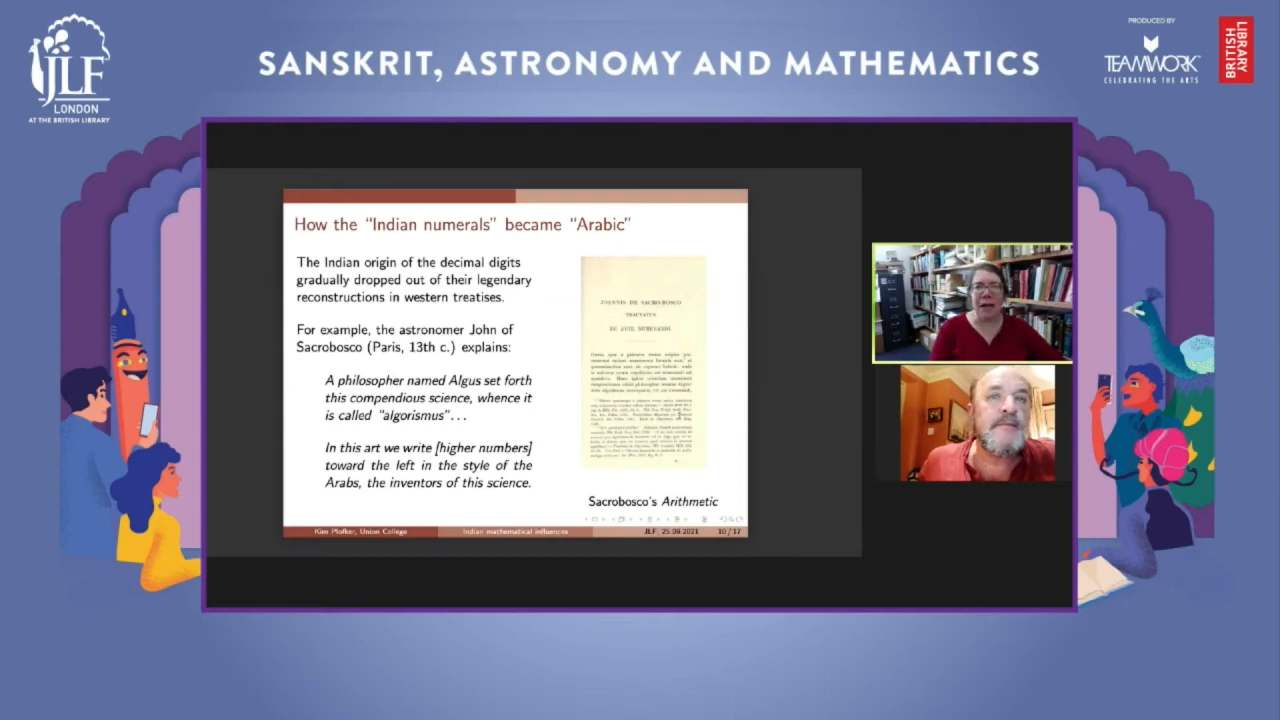 JLF
LONDON
AT THE BRITISH LIBRARY
SANSKRIT, ASTRONOMY AND MATHEMATICS
PRODUCED BY
TEAMWORK
CELEBRATING THE ARTS
BRITISH
LIBRARY
How the “Indian numerals” became “Arabic”
The Indian origin of the decimal digits
gradually dropped out of their legendary
reconstructions in western treatises.
For example, the astronomer John of
Sacrobosco (Paris, 13th c.) explains:
A philosopher named Algus set forth
this compendious science, whence it
is called “algorismus”...
In this art we write [higher numbers]
toward the left in the style of the
Arabs, the inventors of this science.
JOANNIS DE SACRO-BOSCO
TRACTATUS
DE ARTE NUMERANDI
Sacrobosco's Arithmetic
Kim Plofker, Union College
Indian mathematical influences
JLF, 25.09.2021
10 / 17